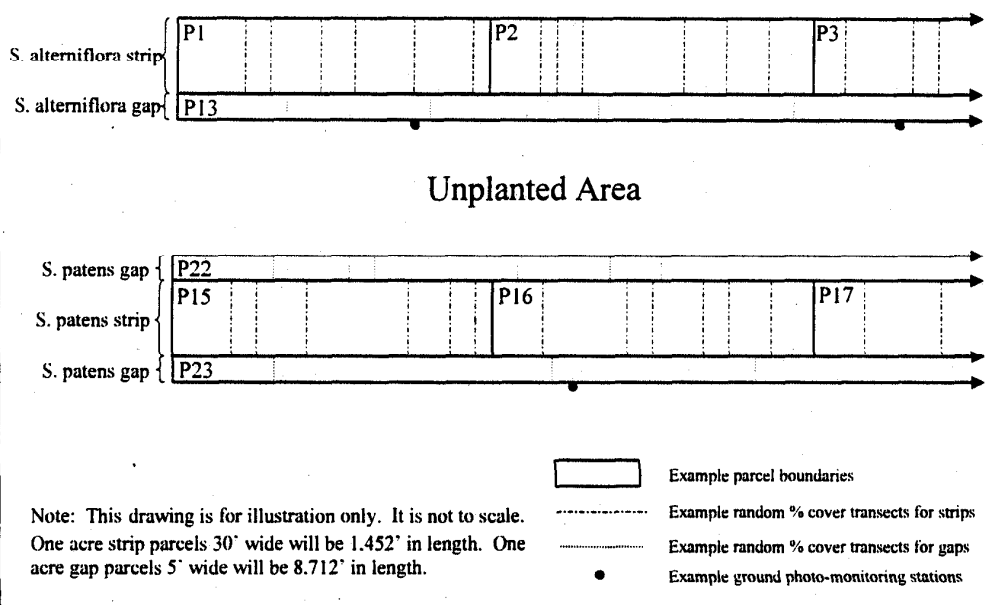 P1 P2 P3
S. alterniflora strip
S. alterniflora gap
P13
Unplanted Area
S. patens gap
P22
P15 P16 P17
S. patens strip
S. patens gap
P23
Example parcel boundaries
Note: This drawing is for illustration only. It is not to scale.
One acre strip parcels 30' wide will be 1.452' in length. One
acre gap parcels 5' wide will be 8.712' in length.
Example random % cover transects for strips
Example random % cover transects for gaps
Example ground photo-monitoring stations